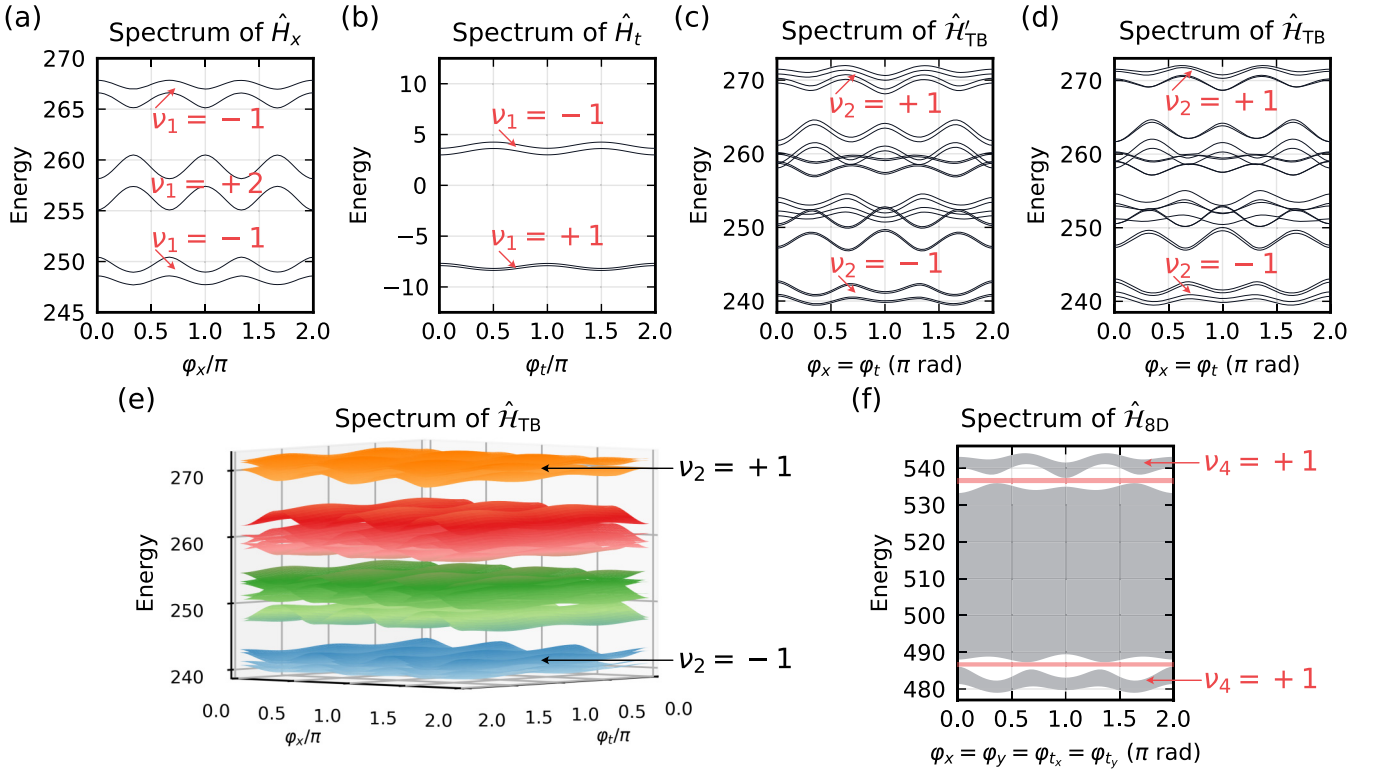 (a)
Spectrum of Ĥx
Energy
270
265
260
255
250
245
ν₁ = − 1
ν₁ = + 2
ν₁ = − 1
0.0 0.5 1.0 1.5 2.0
φx/π
(b)
Spectrum of Ĥt
Energy
10
5
0
−5
−10
ν₁ = − 1
ν₁ = + 1
0.0 0.5 1.0 1.5 2.0
φt/π
(c)
Spectrum of Ĥ′TB
Energy
270
260
250
240
ν₂ = + 1
ν₂ = − 1
0.0 0.5 1.0 1.5 2.0
φx = φt (π rad)
(d)
Spectrum of ĤTB
Energy
270
260
250
240
ν₂ = + 1
ν₂ = − 1
0.0 0.5 1.0 1.5 2.0
φx = φt (π rad)
(e)
Spectrum of ĤTB
Energy
270
260
250
240
ν₂ = + 1
ν₂ = − 1
0.0 0.5 1.0 1.5 2.0
φx/π
2.0 1.5 1.0 0.5 0.0
φt/π
(f)
Spectrum of Ĥ8D
Energy
540
530
520
510
500
490
480
ν₄ = + 1
ν₄ = + 1
0.0 0.5 1.0 1.5 2.0
φx = φy = φtx = φty (π rad)